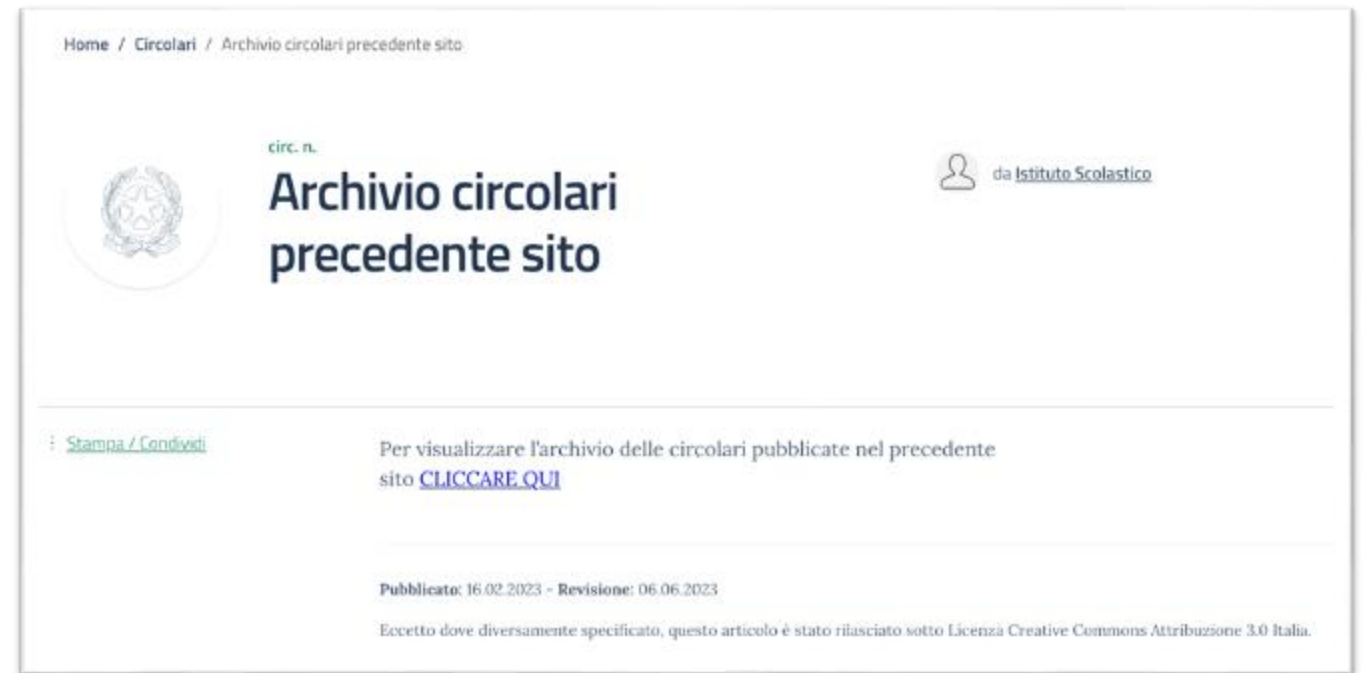 Home / Circolari / Archivio circolari precedente sito
circ. n.
Archivio circolari
precedente sito
da Istituto Scolastico
Stampa / Condividi
Per visualizzare l'archivio delle circolari pubblicate nel precedente
sito CLICCARE QUI
Pubblicato: 16.02.2023 - Revisione: 06.06.2023
Eccetto dove diversamente specificato, questo articolo è stato rilasciato sotto Licenza Creative Commons Attribuzione 3.0 Italia.